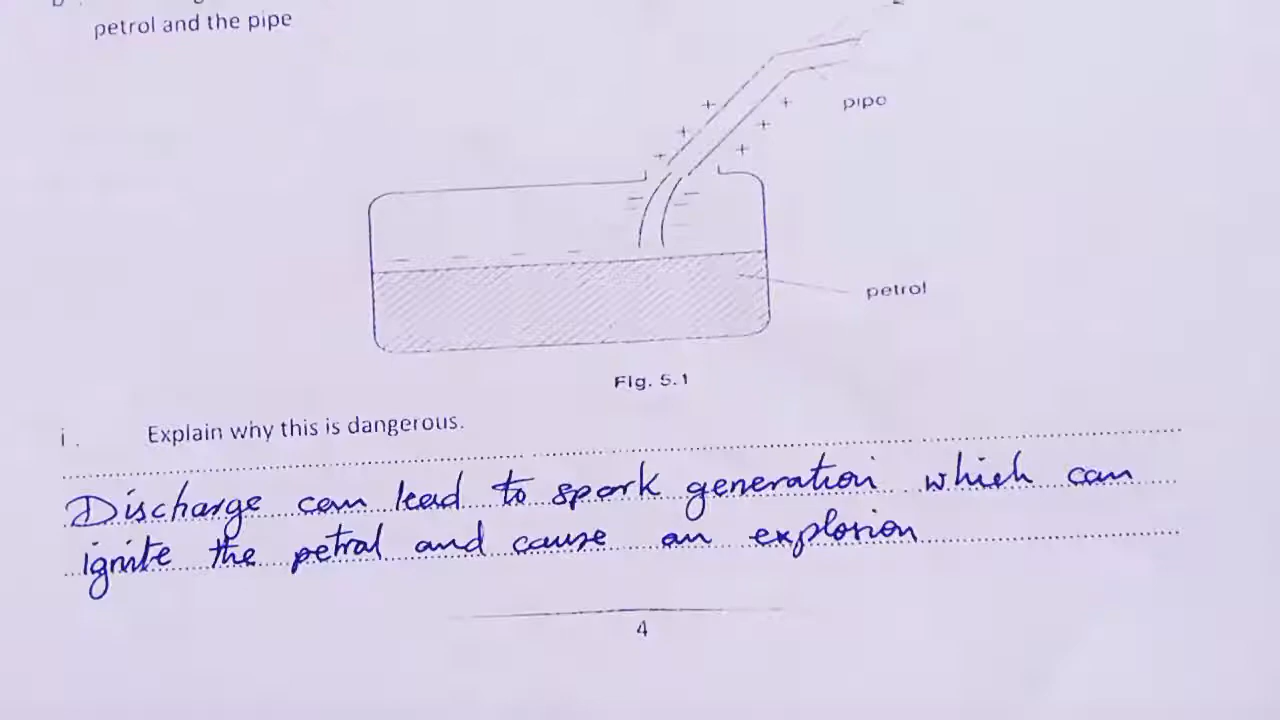 petrol and the pipe
pipe
petrol
Fig. 5.1
i. Explain why this is dangerous.
Discharge can lead to spark generation which can
ignite the petral and cause an explosion
4